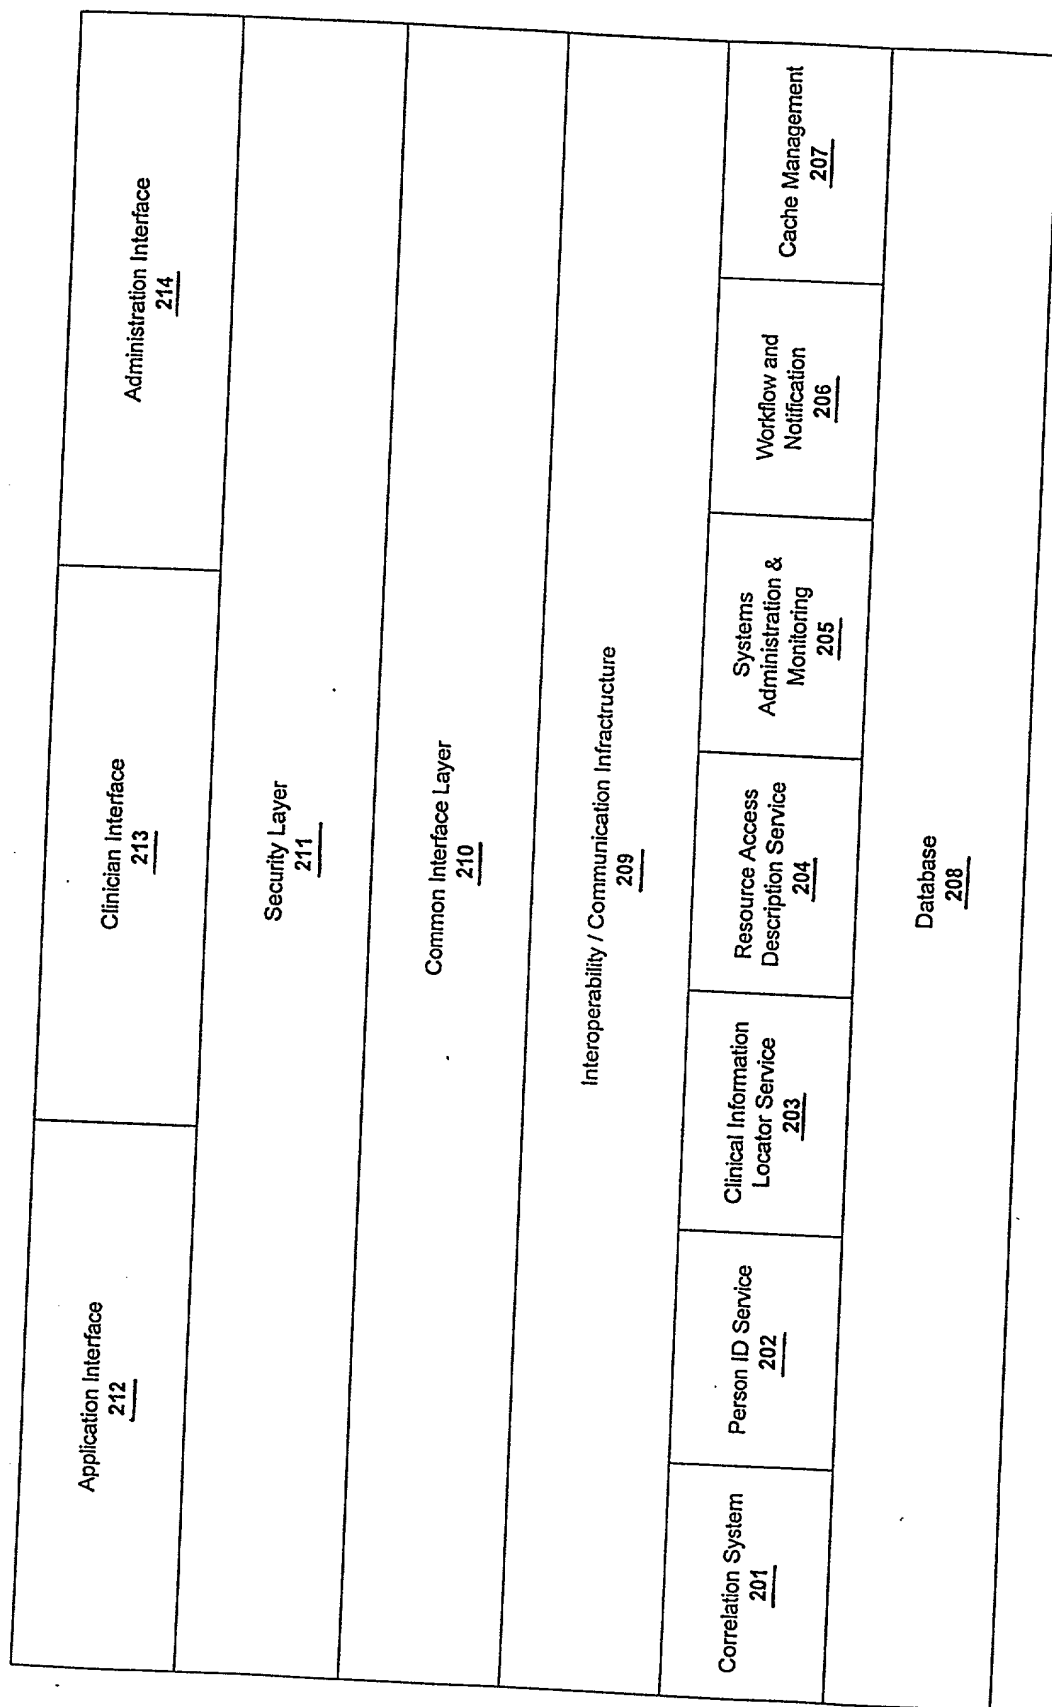 Application Interface
212
Clinician Interface
213
Administration Interface
214
Security Layer
211
Common Interface Layer
210
Interoperability / Communication Infractructure
209
Correlation System
201
Person ID Service
202
Clinical Information
Locator Service
203
Resource Access
Description Service
204
Systems
Administration &
Monitoring
205
Workflow and
Notification
206
Cache Management
207
Database
208